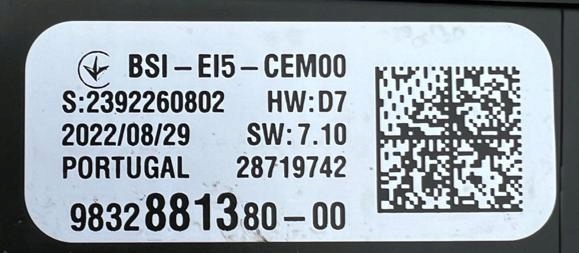 BSI-EI5-CEM00
S:2392260802 HW:D7
2022/08/29 SW:7.10
PORTUGAL 28719742
9832881380-00